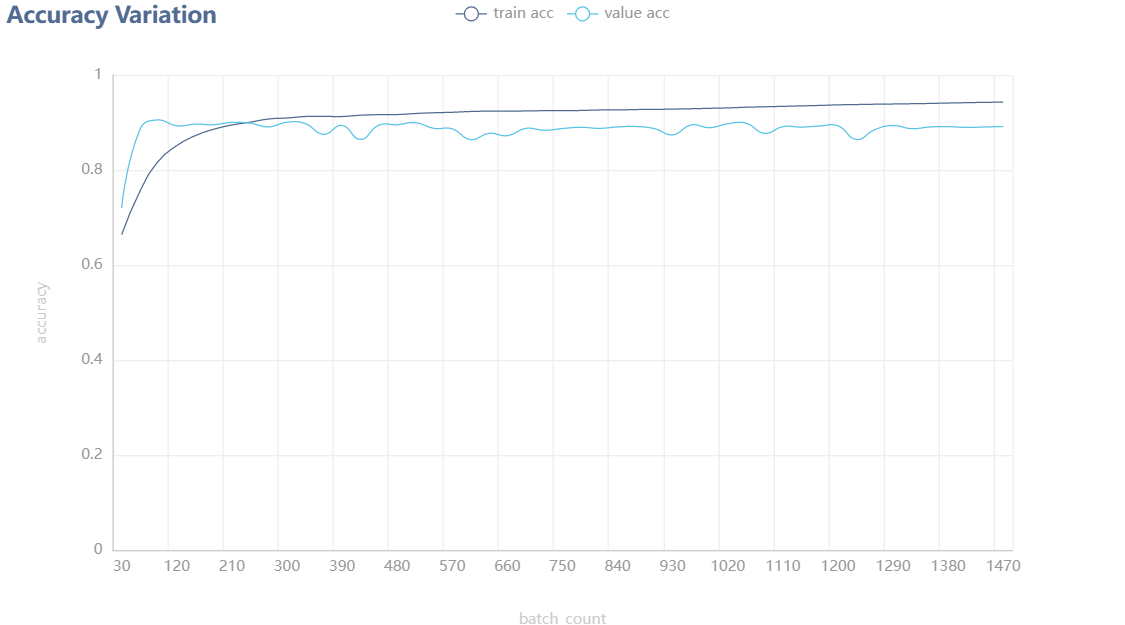 Accuracy Variation
train acc value acc
1
0.8
0.6
0.4
0.2
0
accuracy
30 120 210 300 390 480 570 660 750 840 930 1020 1110 1200 1290 1380 1470
batch count